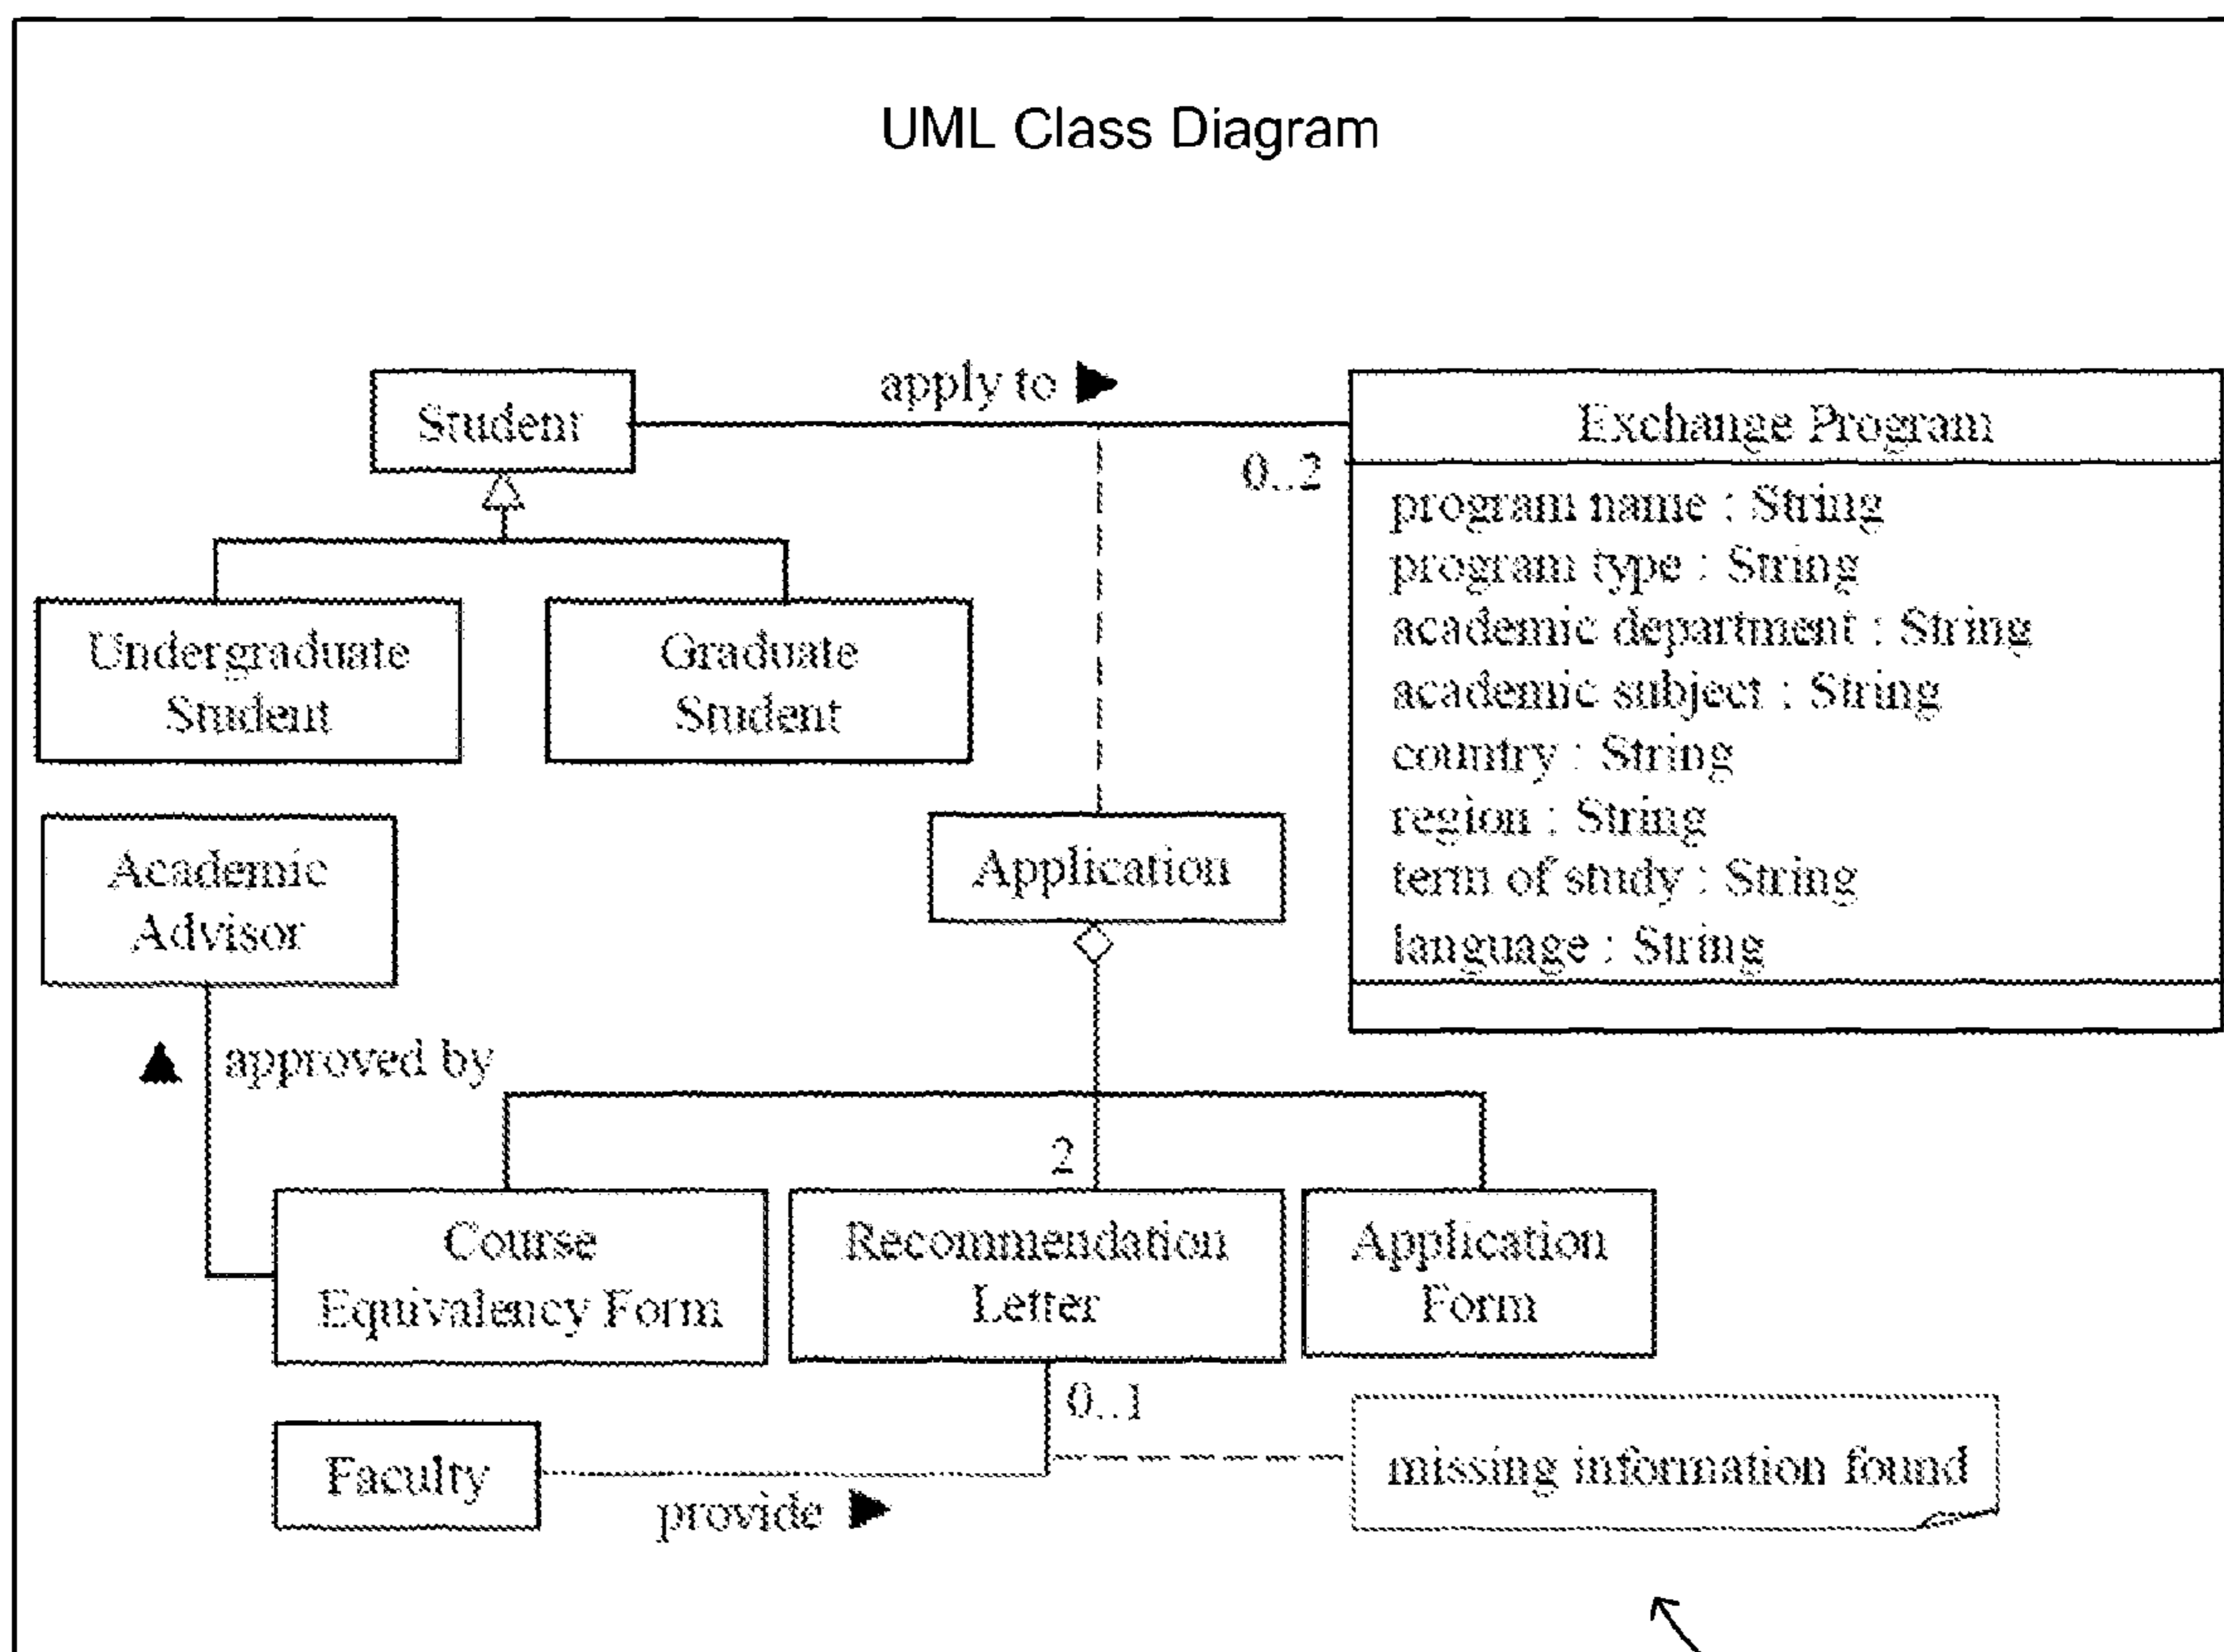 UML Class Diagram
apply to
Student
Exchange Program
0..2
program name : String
program type : String
academic department : String
academic subject : String
country : String
region : String
term of study : String
language : String
Undergraduate
Student
Graduate
Student
Academic
Advisor
Application
approved by
2
Course
Equivalency Form
Recommendation
Letter
Application
Form
0..1
Faculty
provide
missing information found